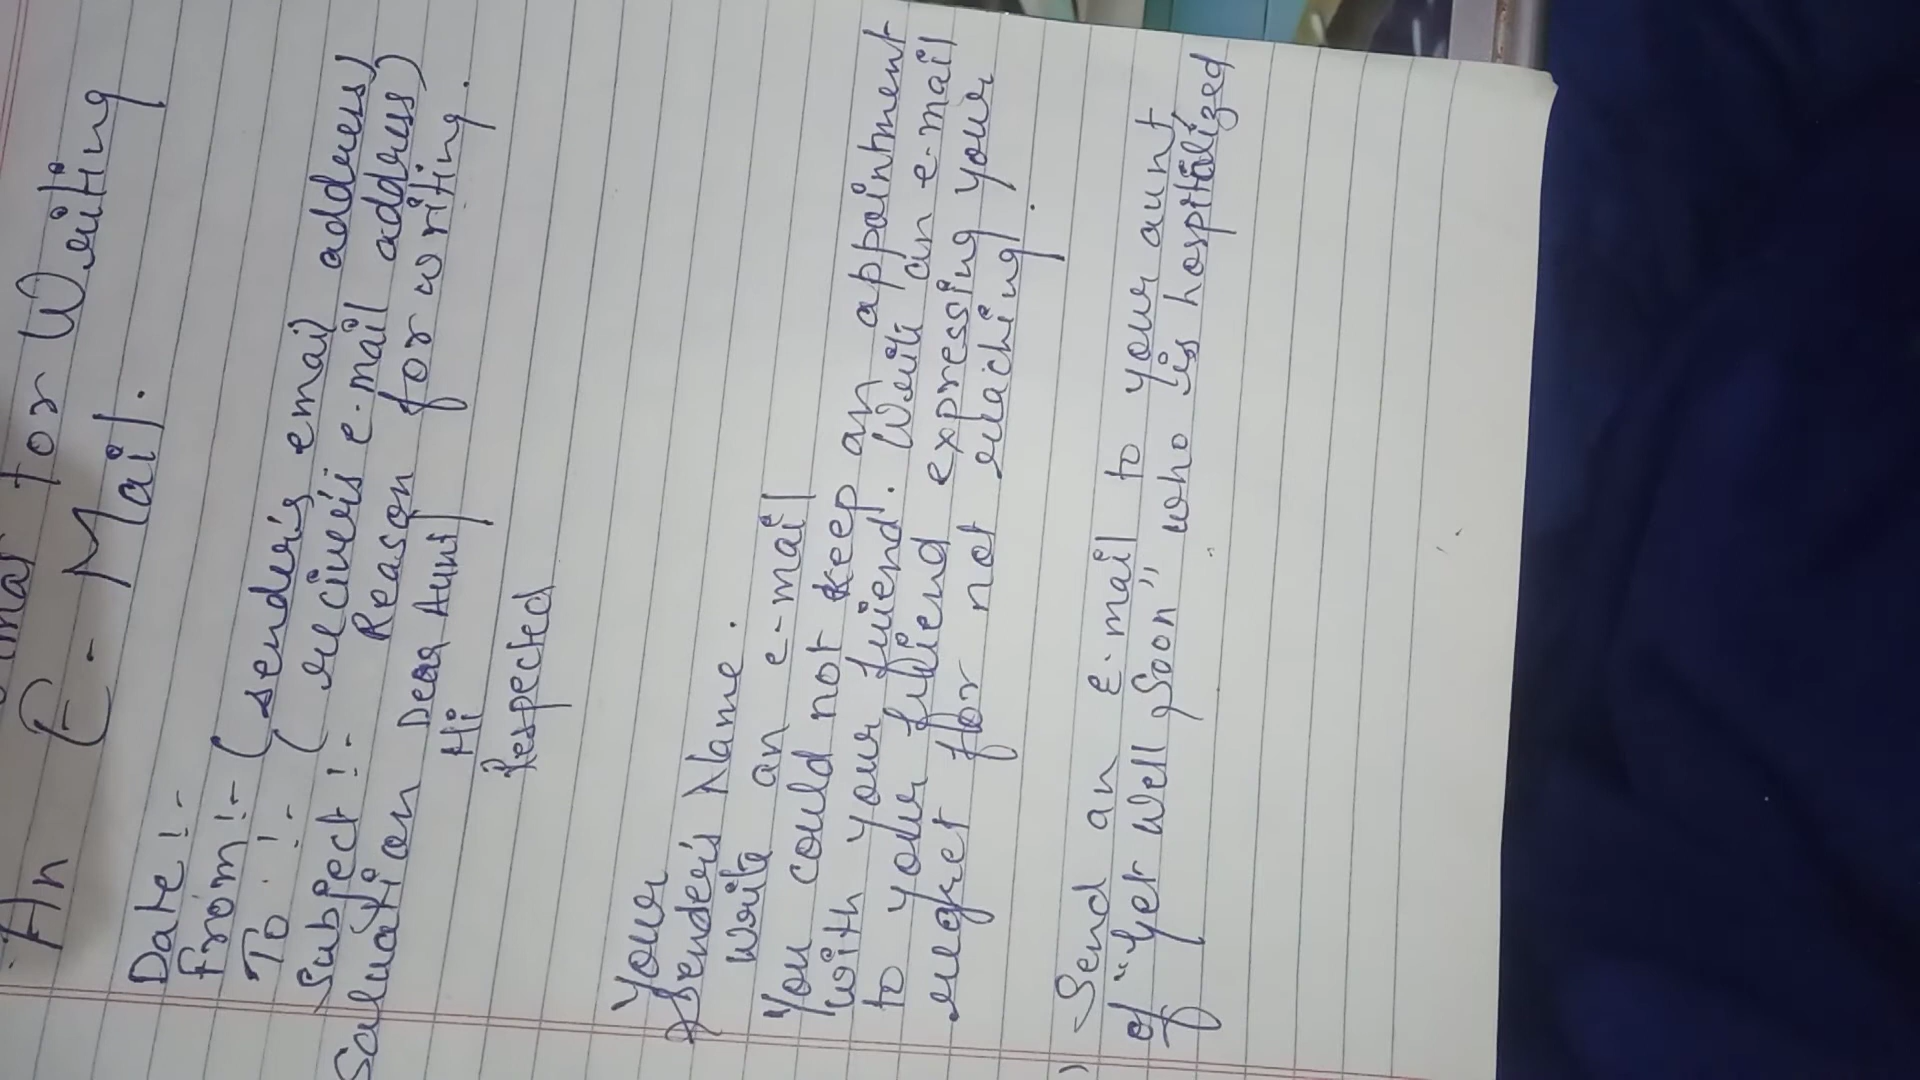 for Writing
An E-Mail.
Date :-
From :- (sender's email address)
To :- (reciver's e-mail address)
Subject :- Reason for writing.
Salutation Dear Aunt
Hi
Respected
Your
Sender's Name.
Write an e-mail
You could not keep an appointment
with your friend. Write an e-mail
to your friend expressing your
regret for not reaching.
Send an E-mail to your aunt
of "Get Well Soon" who is hospitalized